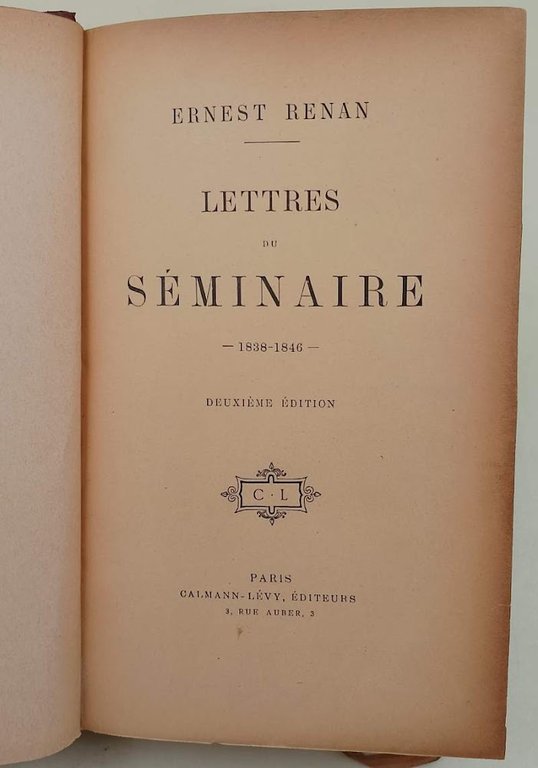 ERNEST RENAN
LETTRES
DU
SÉMINAIRE
— 1838-1846 —
DEUXIÈME ÉDITION
C · L
PARIS
CALMANN-LÉVY, ÉDITEURS
3, RUE AUBER, 3